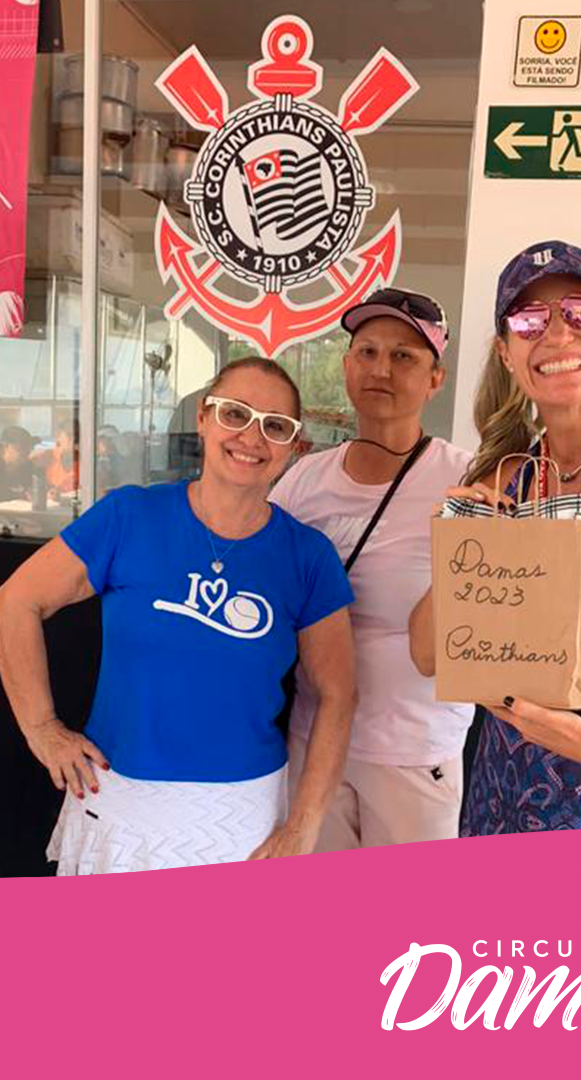 S.C. CORINTHIANS PAULISTA
1910
SORRIA, VOCÊ
ESTÁ SENDO
FILMADO!
I
Damas
2023
Corinthians
CIRCU
Dam